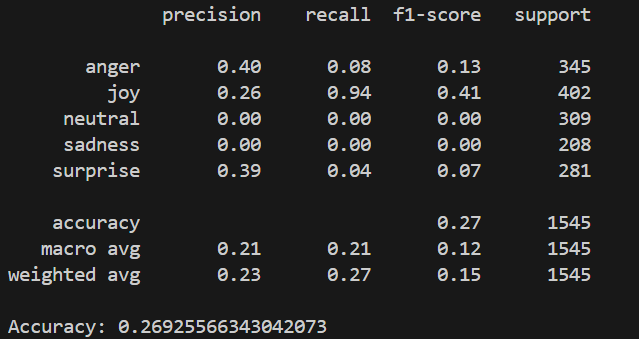 precision recall f1-score support
anger 0.40 0.08 0.13 345
joy 0.26 0.94 0.41 402
neutral 0.00 0.00 0.00 309
sadness 0.00 0.00 0.00 208
surprise 0.39 0.04 0.07 281
accuracy 0.27 1545
macro avg 0.21 0.21 0.12 1545
weighted avg 0.23 0.27 0.15 1545
Accuracy: 0.26925566343042073